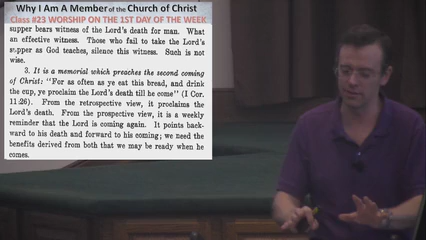 Why I Am A Member of the Church of Christ
Class #23 WORSHIP ON THE 1ST DAY OF THE WEEK
supper bears witness of the Lord's death for man. What
an effective witness. Those who fail to take the Lord's
supper as God teaches, silence this witness. Such is not
wise.
3. It is a memorial which preaches the second coming
of Christ: "For as often as ye eat this bread, and drink
the cup, ye proclaim the Lord's death till he come" (I Cor.
11:26). From the retrospective view, it proclaims the
Lord's death. From the prospective view, it is a weekly
reminder that the Lord is coming again. It points back-
ward to his death and forward to his coming; we need the
benefits derived from both that we may be ready when he
comes.